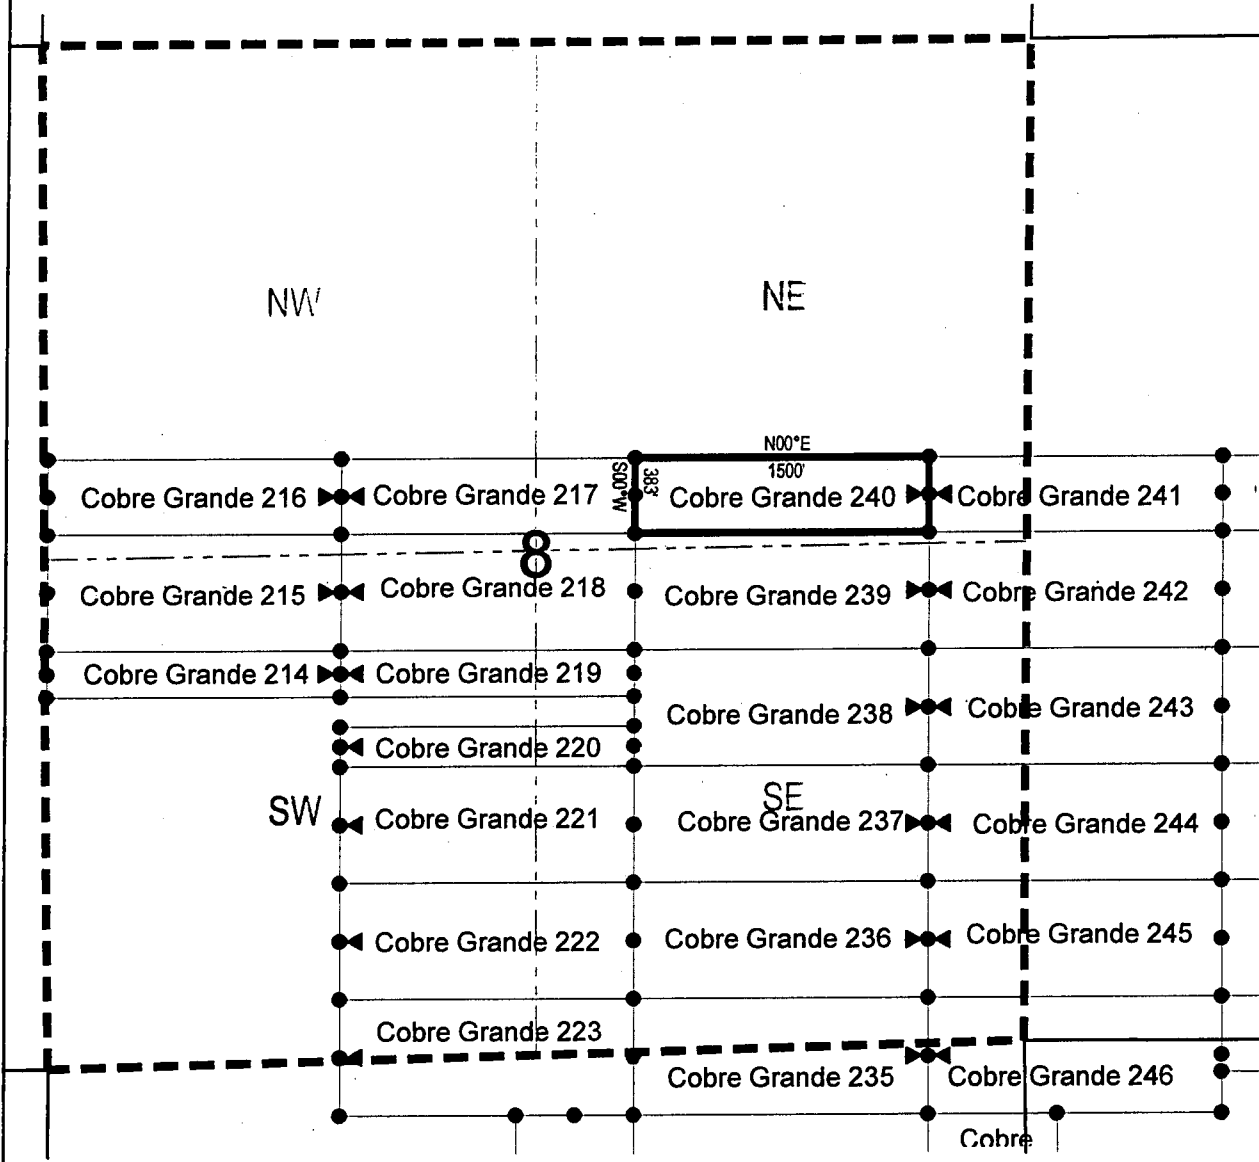 NW
NE
N00°E
1500'
S00°W
383'
Cobre Grande 216
Cobre Grande 217
Cobre Grande 240
Cobre Grande 241
8
Cobre Grande 215
Cobre Grande 218
Cobre Grande 239
Cobre Grande 242
Cobre Grande 214
Cobre Grande 219
Cobre Grande 238
Cobre Grande 243
Cobre Grande 220
SW
SE
Cobre Grande 221
Cobre Grande 237
Cobre Grande 244
Cobre Grande 222
Cobre Grande 236
Cobre Grande 245
Cobre Grande 223
Cobre Grande 235
Cobre Grande 246
Cobre